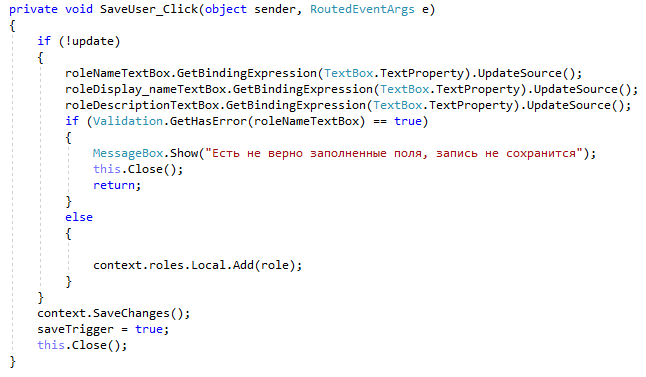 private void SaveUser_Click(object sender, RoutedEventArgs e)
{
if (!update)
{
roleNameTextBox.GetBindingExpression(TextBox.TextProperty).UpdateSource();
roleDisplay_nameTextBox.GetBindingExpression(TextBox.TextProperty).UpdateSource();
roleDescriptionTextBox.GetBindingExpression(TextBox.TextProperty).UpdateSource();
if (Validation.GetHasError(roleNameTextBox) == true)
{
MessageBox.Show("Есть не верно заполненные поля, запись не сохранится");
this.Close();
return;
}
else
{
context.roles.Local.Add(role);
}
}
context.SaveChanges();
saveTrigger = true;
this.Close();
}